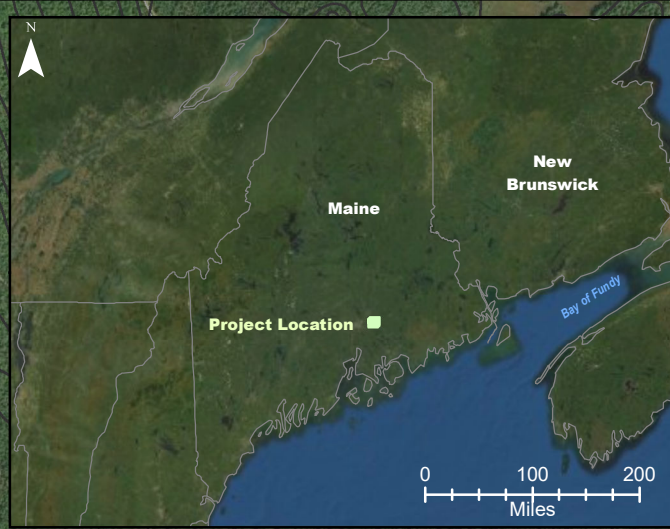 N
New
Brunswick
Maine
Bay of Fundy
Project Location
0 100 200
Miles